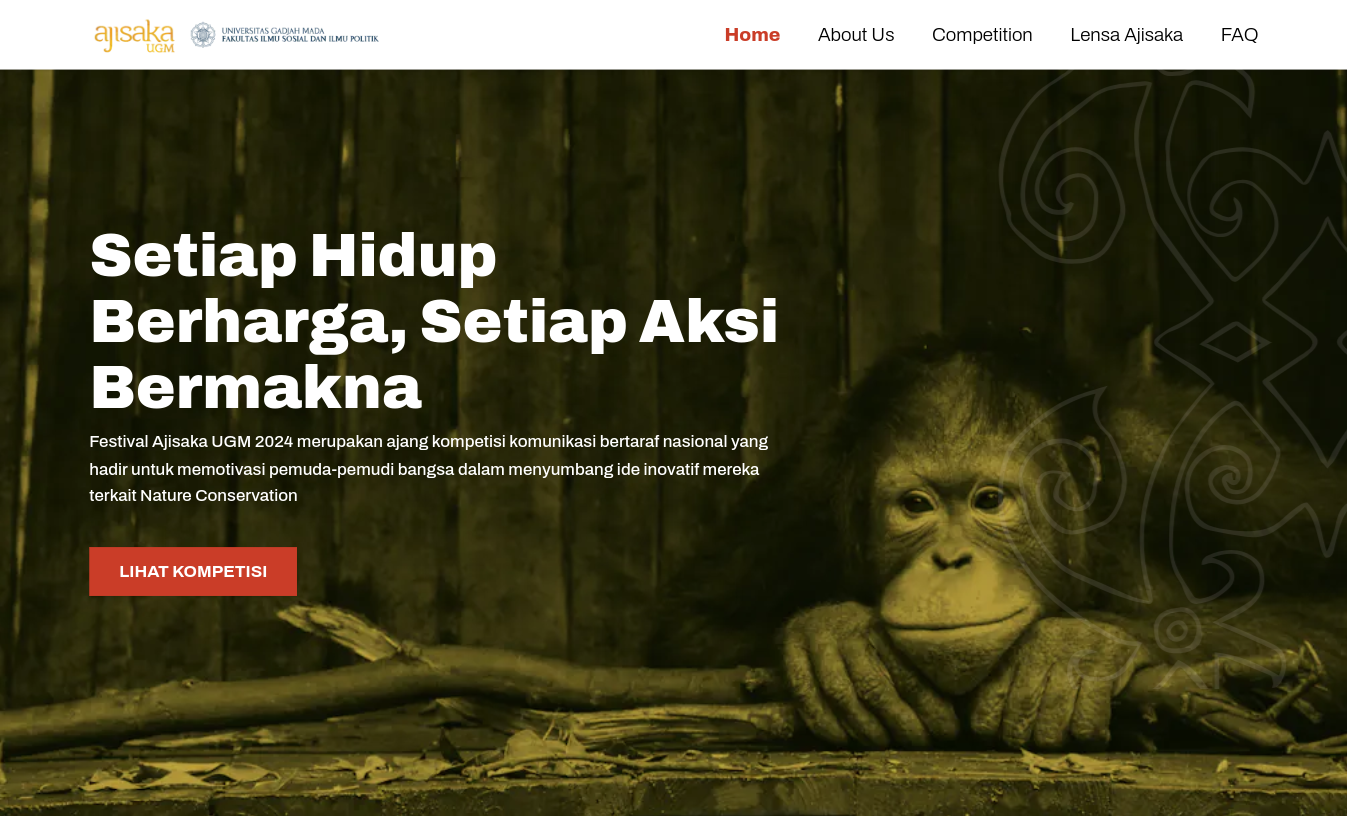 ajisaka
UGM
UNIVERSITAS GADJAH MADA
FAKULTAS ILMU SOSIAL DAN ILMU POLITIK
Home
About Us
Competition
Lensa Ajisaka
FAQ
Setiap Hidup
Berharga, Setiap Aksi
Bermakna
Festival Ajisaka UGM 2024 merupakan ajang kompetisi komunikasi bertaraf nasional yang
hadir untuk memotivasi pemuda-pemudi bangsa dalam menyumbang ide inovatif mereka
terkait Nature Conservation
LIHAT KOMPETISI